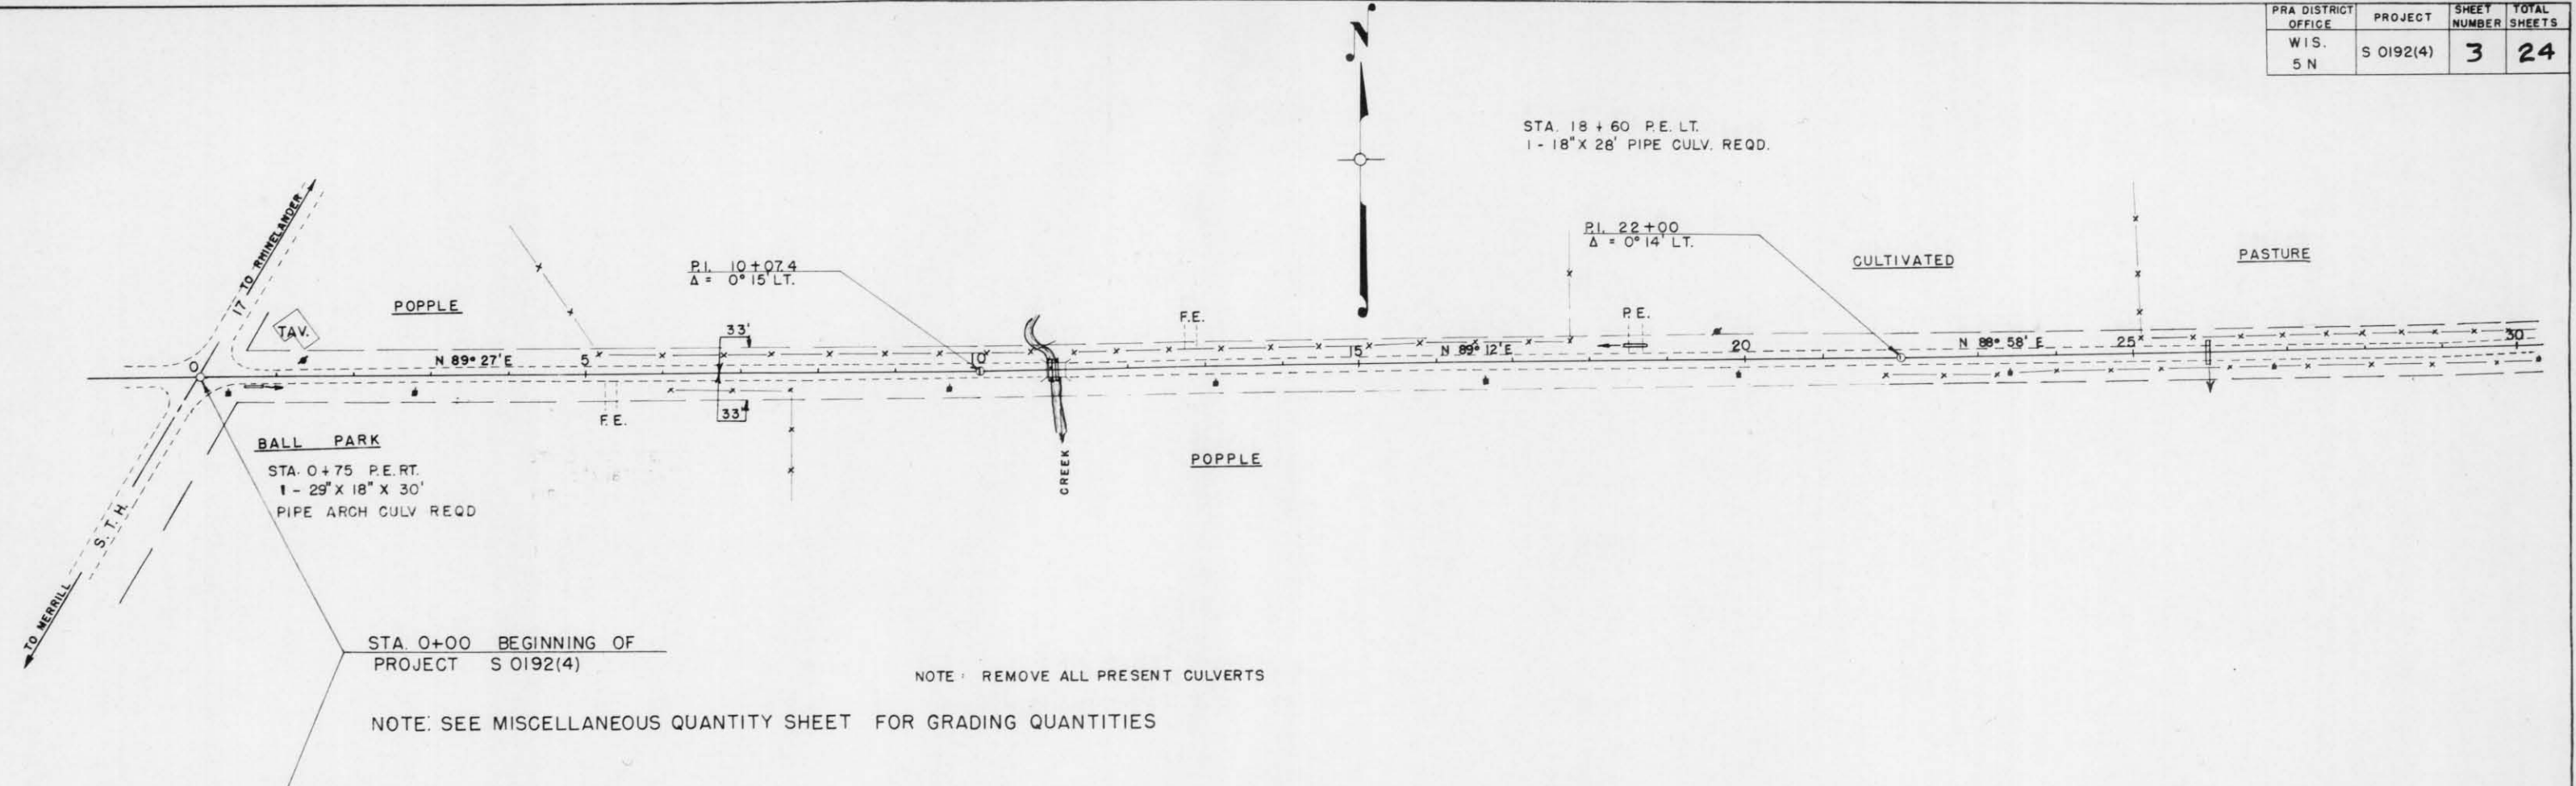 PRA DISTRICT OFFICE PROJECT SHEET NUMBER TOTAL SHEETS
WIS. 5 N S 0192(4) 3 24
N
STA. 18 + 60 P.E. LT.
1 - 18" X 28' PIPE CULV. REQD.
17 TO RHINELANDER
TAV.
POPPLE
P.I. 10+07.4
Δ = 0° 15' LT.
P.I. 22+00
Δ = 0° 14' LT.
CULTIVATED
PASTURE
33'
F.E.
P.E.
0
N 89° 27' E
5
10
15
N 89° 12' E
20
N 88° 58' E
25
30
F.E.
33'
BALL PARK
STA. 0+75 P.E. RT.
1 - 29" X 18" X 30'
PIPE ARCH CULV REQD
CREEK
POPPLE
S. T. H.
TO MERRILL
STA. 0+00 BEGINNING OF
PROJECT S 0192(4)
NOTE: REMOVE ALL PRESENT CULVERTS
NOTE: SEE MISCELLANEOUS QUANTITY SHEET FOR GRADING QUANTITIES